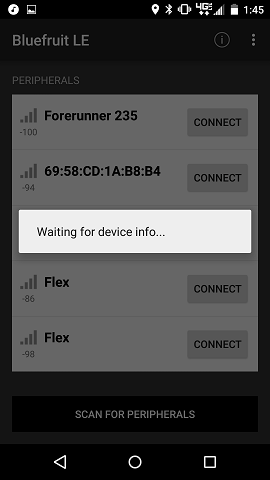 1:45
Bluefruit LE
PERIPHERALS
Forerunner 235
-100
CONNECT
69:58:CD:1A:B8:B4
-94
CONNECT
Waiting for device info...
Flex
-86
CONNECT
Flex
-98
CONNECT
SCAN FOR PERIPHERALS